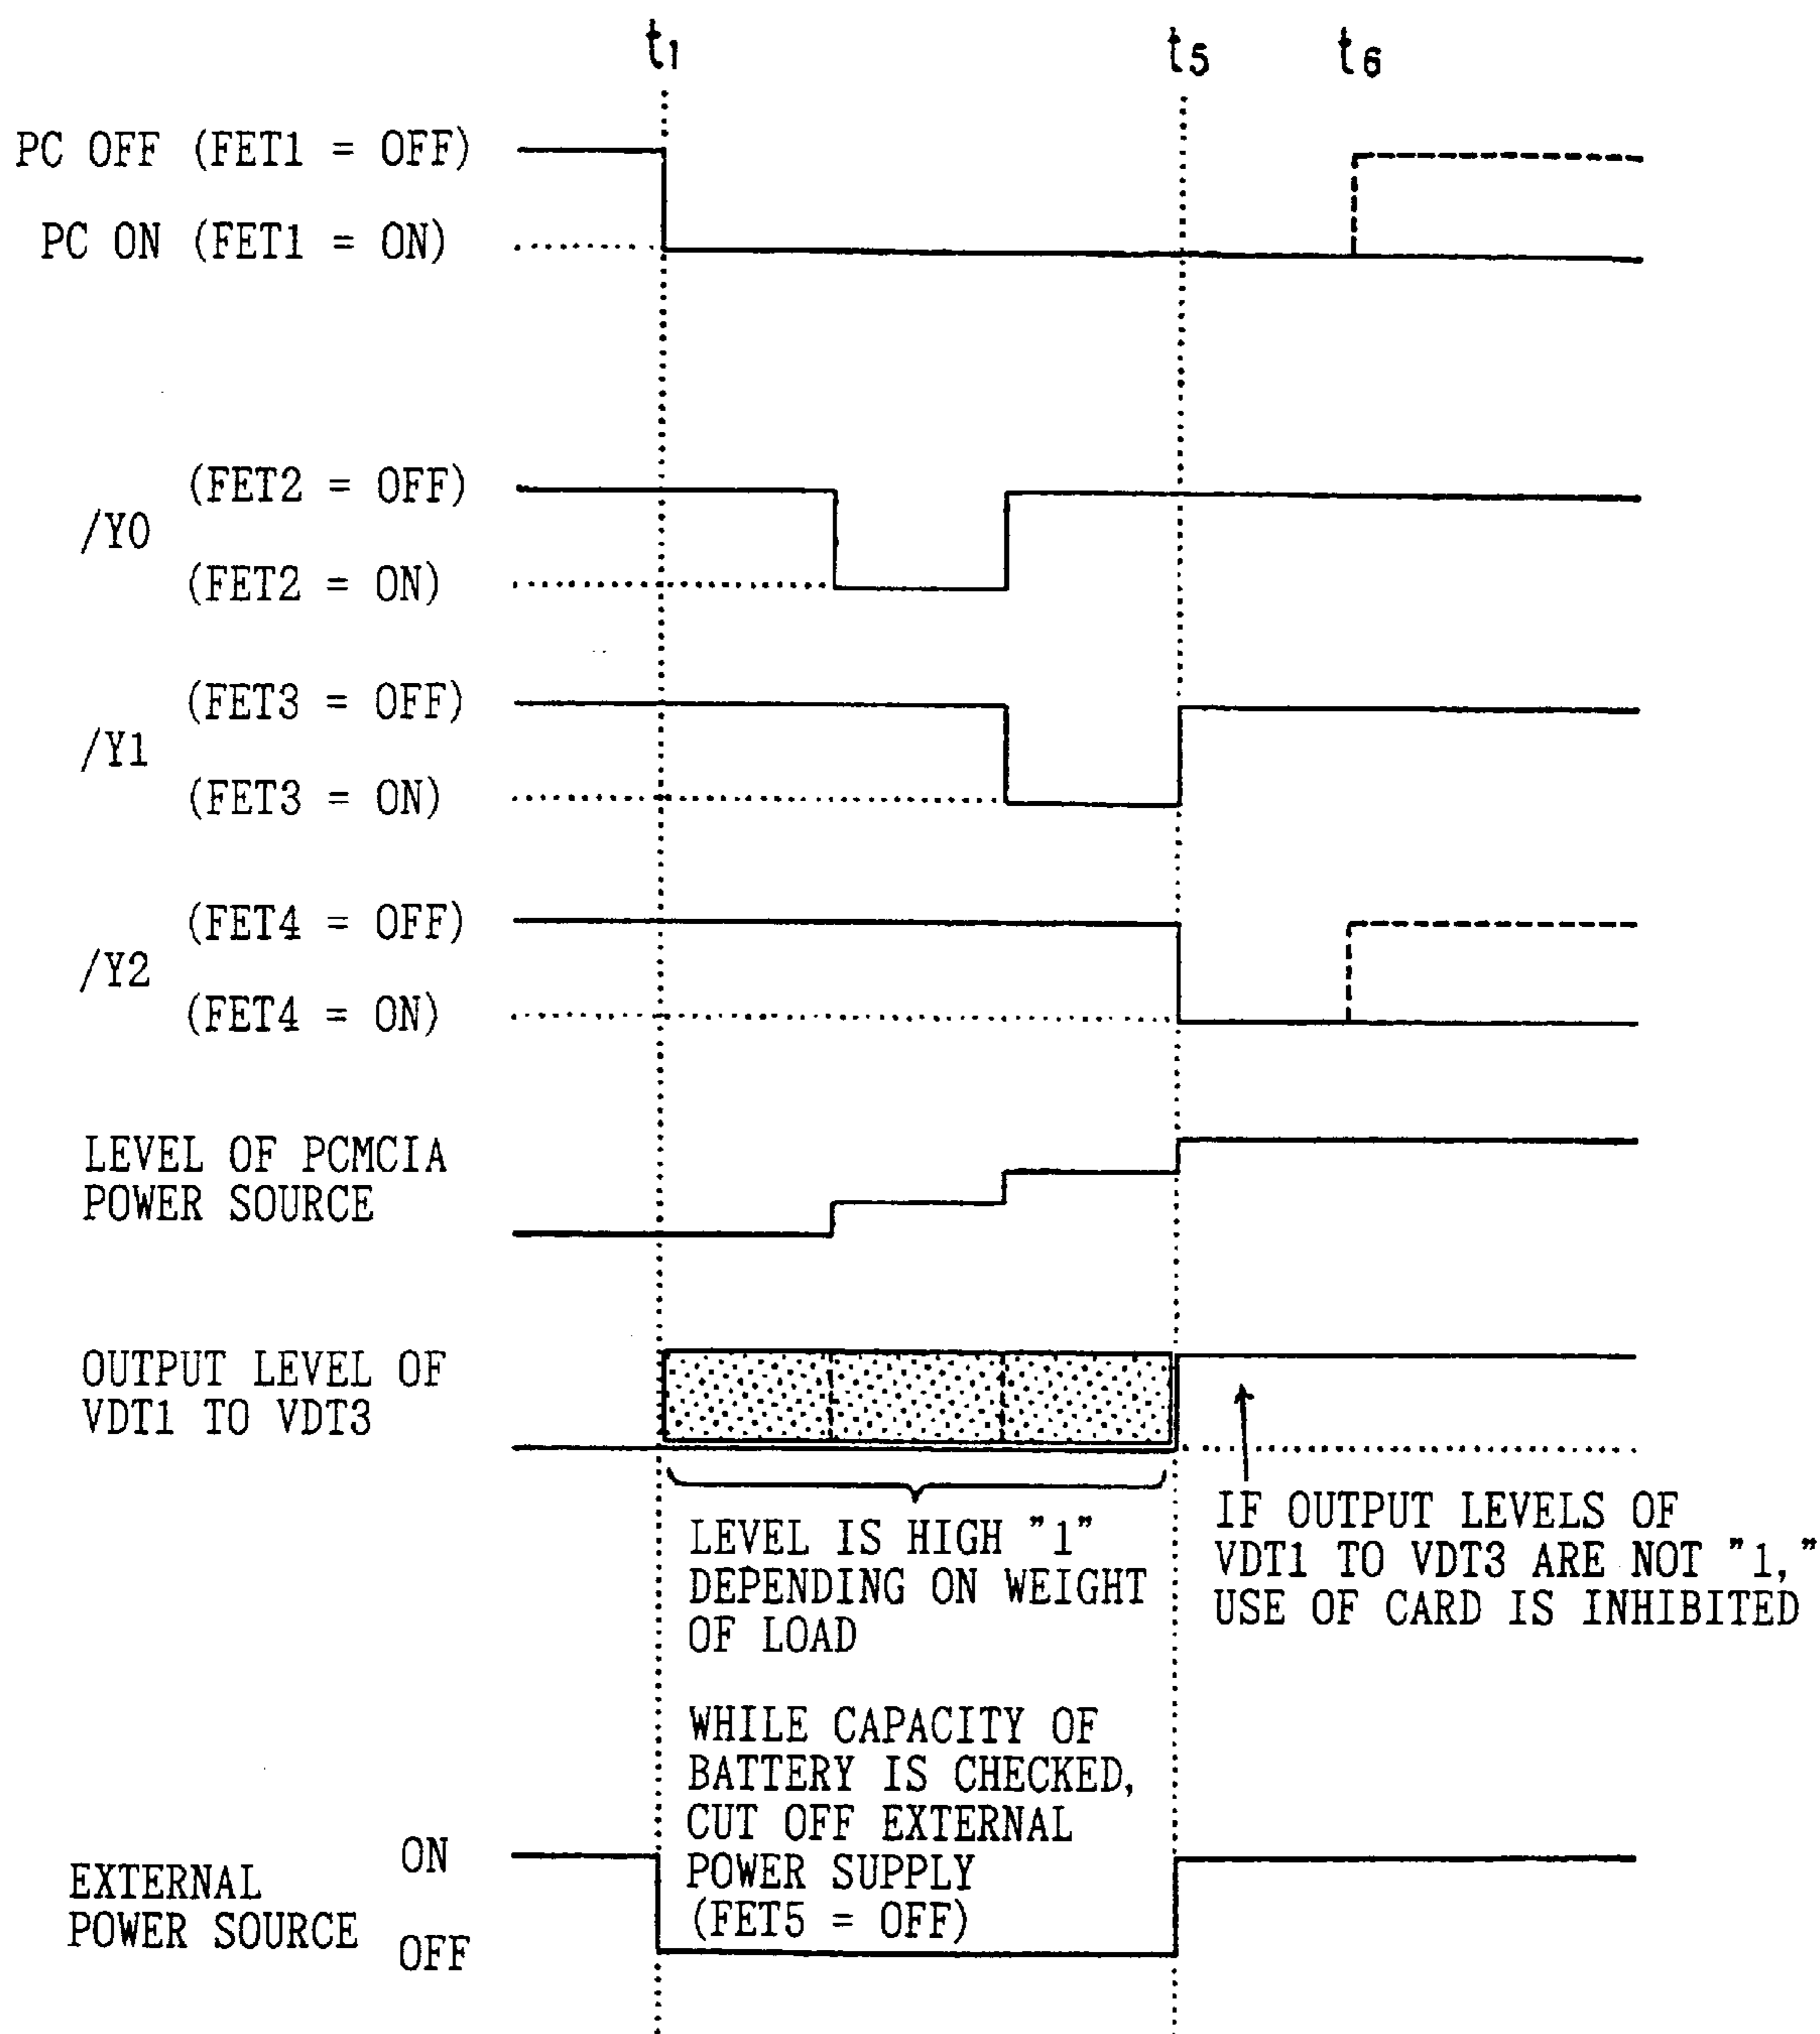 t1 t5 t6
PC OFF (FET1 = OFF)
PC ON (FET1 = ON)
/Y0
(FET2 = OFF)
(FET2 = ON)
/Y1
(FET3 = OFF)
(FET3 = ON)
/Y2
(FET4 = OFF)
(FET4 = ON)
LEVEL OF PCMCIA
POWER SOURCE
OUTPUT LEVEL OF
VDT1 TO VDT3
LEVEL IS HIGH "1"
DEPENDING ON WEIGHT
OF LOAD
IF OUTPUT LEVELS OF
VDT1 TO VDT3 ARE NOT "1,"
USE OF CARD IS INHIBITED
WHILE CAPACITY OF
BATTERY IS CHECKED,
CUT OFF EXTERNAL
POWER SUPPLY
(FET5 = OFF)
EXTERNAL
POWER SOURCE
ON
OFF